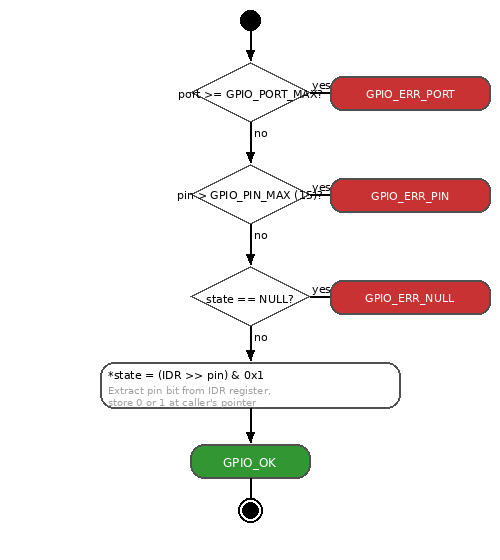 port >= GPIO_PORT_MAX?
yes
GPIO_ERR_PORT
no
pin > GPIO_PIN_MAX (15)?
yes
GPIO_ERR_PIN
no
state == NULL?
yes
GPIO_ERR_NULL
no
*state = (IDR >> pin) & 0x1
Extract pin bit from IDR register,
store 0 or 1 at caller's pointer
GPIO_OK